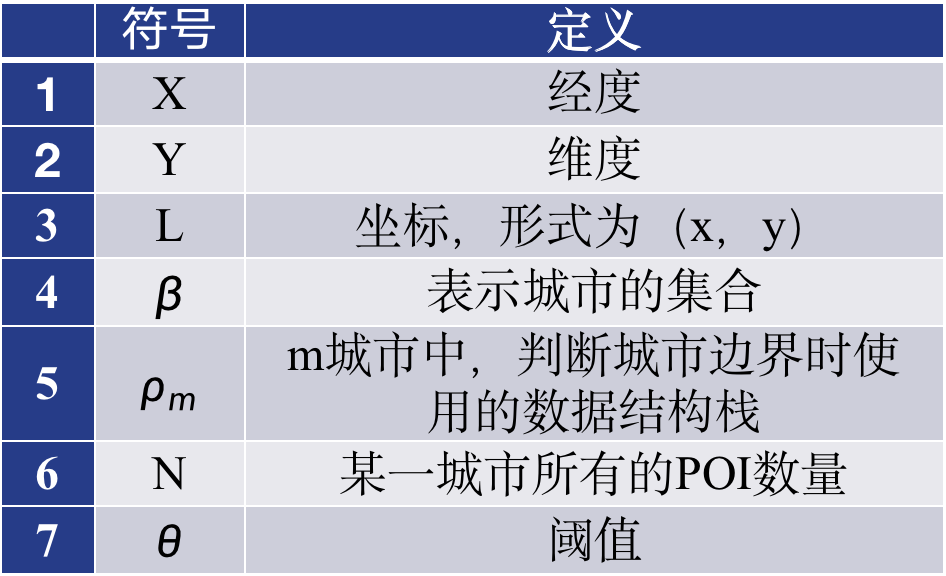 符号 定义
1 X 经度
2 Y 维度
3 L 坐标，形式为（x，y）
4 β 表示城市的集合
5 ρm m城市中，判断城市边界时使
用的数据结构栈
6 N 某一城市所有的POI数量
7 θ 阈值